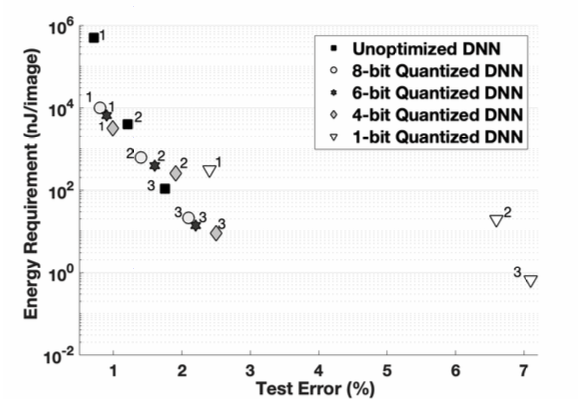 10^6
10^4
10^2
10^0
10^-2
Energy Requirement (nJ/image)
Unoptimized DNN
8-bit Quantized DNN
6-bit Quantized DNN
4-bit Quantized DNN
1-bit Quantized DNN
1
1
1
1
2
2
2
2
1
3
3
3
3
2
3
1 2 3 4 5 6 7
Test Error (%)